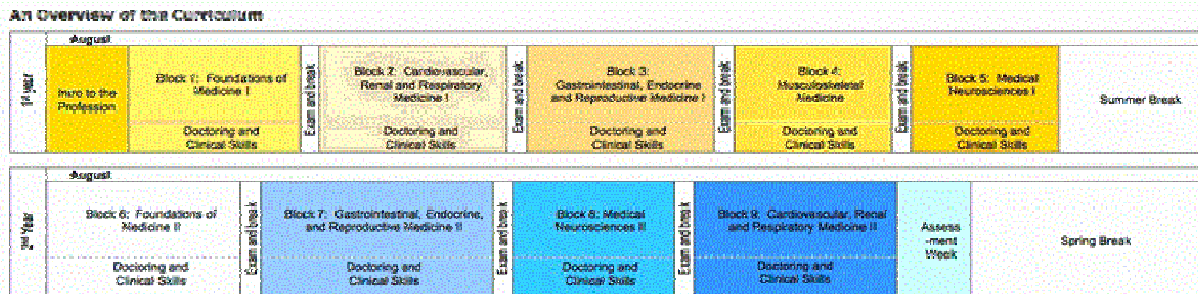 An Overview of the Curriculum
August
1st year
Intro to the
Profession
Block 1: Foundations of
Medicine I
Doctoring and
Clinical Skills
Exam and break
Block 2: Cardiovascular,
Renal and Respiratory
Medicine I
Doctoring and
Clinical Skills
Exam and break
Block 3:
Gastrointestinal, Endocrine
and Reproductive Medicine I
Doctoring and
Clinical Skills
Exam and break
Block 4:
Musculoskeletal
Medicine
Doctoring and
Clinical Skills
Exam and break
Block 5: Medical
Neurosciences I
Doctoring and
Clinical Skills
Summer Break
August
2nd Year
Block 6: Foundations of
Medicine II
Doctoring and
Clinical Skills
Exam and break
Block 7: Gastrointestinal, Endocrine,
and Reproductive Medicine II
Doctoring and
Clinical Skills
Exam and break
Block 8: Medical
Neurosciences II
Doctoring and
Clinical Skills
Exam and break
Block 9: Cardiovascular, Renal
and Respiratory Medicine II
Doctoring and
Clinical Skills
Assess
-ment
Week
Spring Break